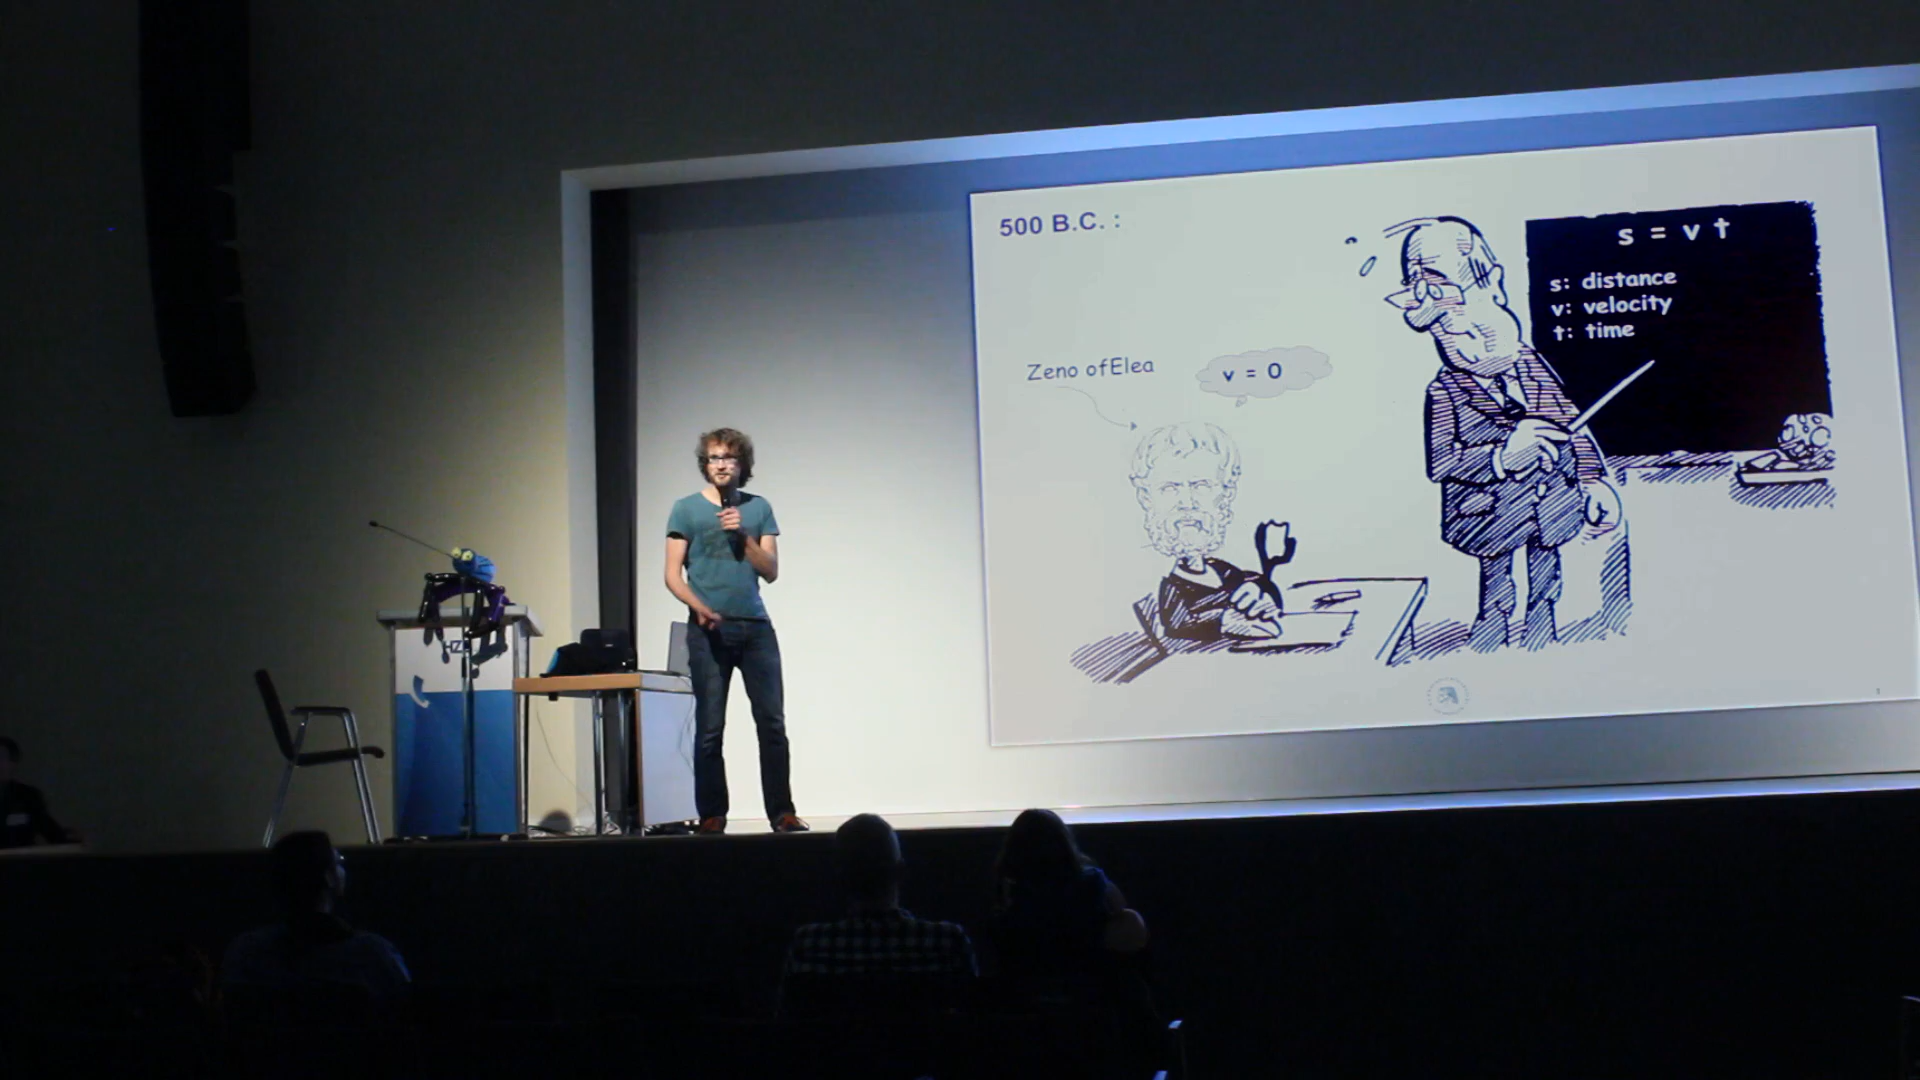 500 B.C. :
s = v t
s: distance
v: velocity
t: time
Zeno ofElea
v = 0